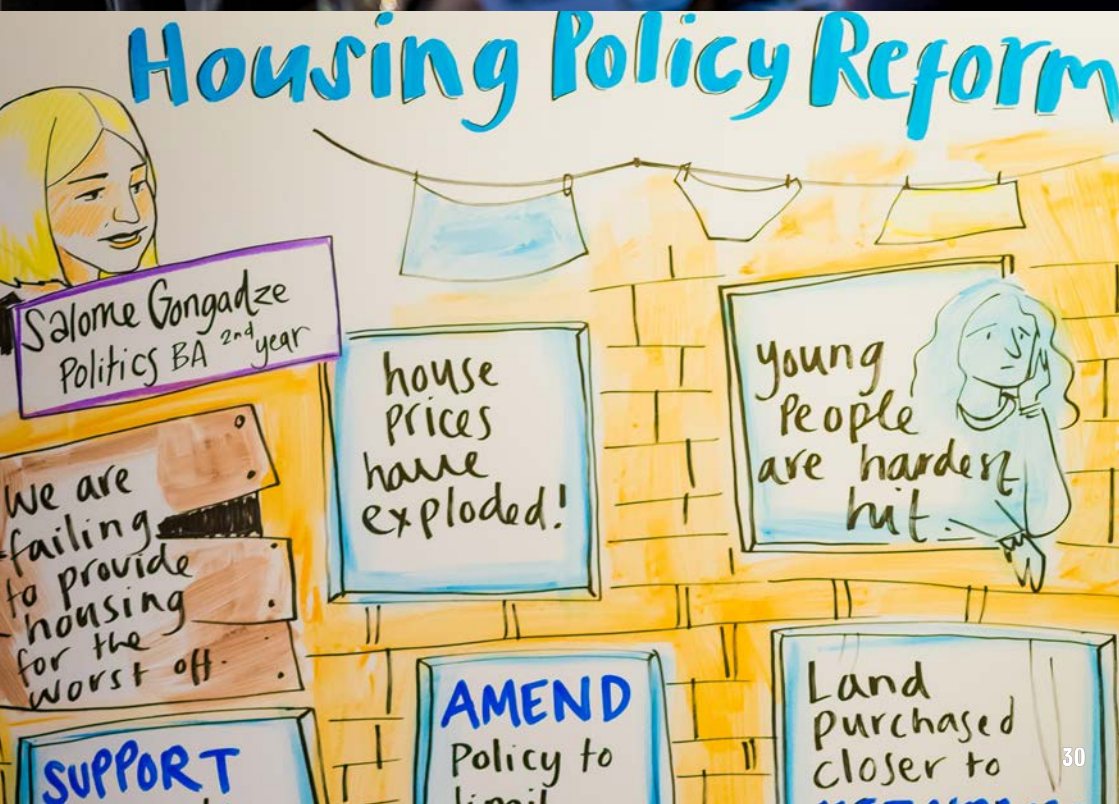 Housing Policy Reform
Salome Gongadze
Politics BA 2nd year
house
prices
have
exploded!
young
people
are hardest
hit.
We are
failing
to provide
housing
for the
worst off.
SUPPORT
AMEND
Policy to
limit
Land
purchased
closer to
30